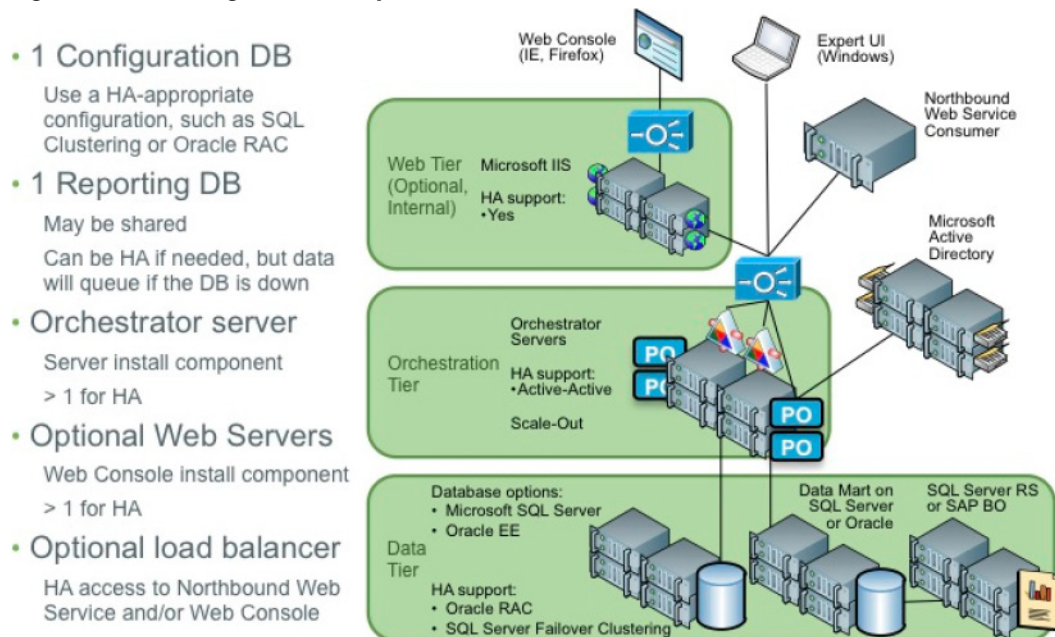 • 1 Configuration DB
Use a HA-appropriate
configuration, such as SQL
Clustering or Oracle RAC
• 1 Reporting DB
May be shared
Can be HA if needed, but data
will queue if the DB is down
• Orchestrator server
Server install component
> 1 for HA
• Optional Web Servers
Web Console install component
> 1 for HA
• Optional load balancer
HA access to Northbound Web
Service and/or Web Console
Web Console
(IE, Firefox)
Expert UI
(Windows)
Northbound
Web Service
Consumer
Web Tier
(Optional,
Internal)
Microsoft IIS
HA support:
•Yes
Microsoft
Active
Directory
Orchestration
Tier
Orchestrator
Servers
HA support:
•Active-Active
Scale-Out
PO
PO
PO
PO
Data
Tier
Database options:
• Microsoft SQL Server
• Oracle EE
HA support:
• Oracle RAC
• SQL Server Failover Clustering
Data Mart on
SQL Server
or Oracle
SQL Server RS
or SAP BO